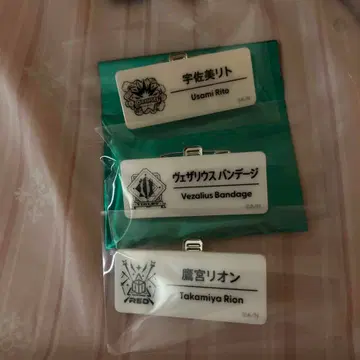 宇佐美リト
Usami Rito
ヴェザリウス バンデージ
Vezalius Bandage
鷹宮リオン
Takamiya Rion
RED